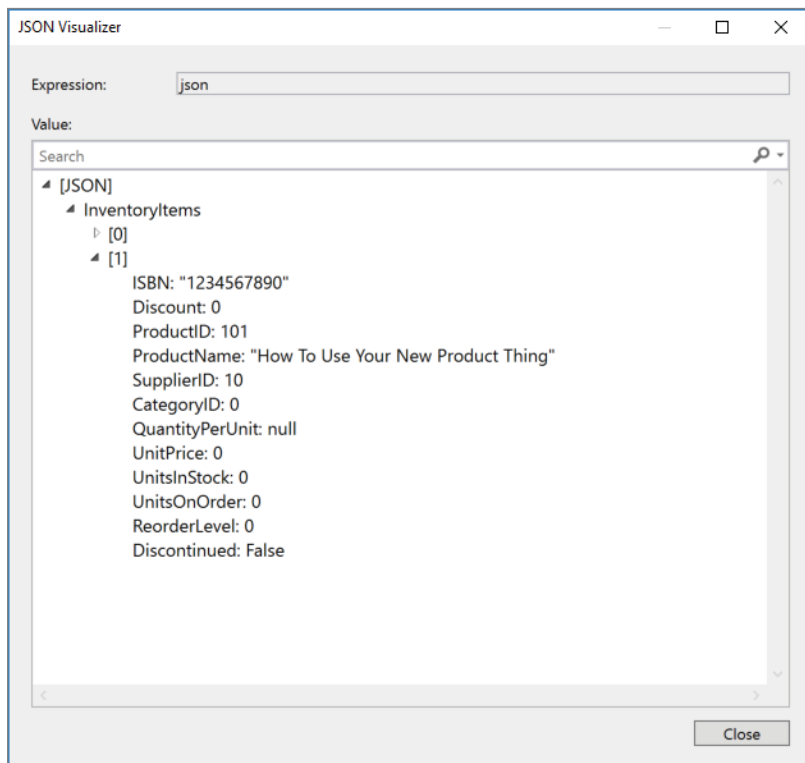 JSON Visualizer
Expression:
json
Value:
Search
[JSON]
InventoryItems
[0]
[1]
ISBN: "1234567890"
Discount: 0
ProductID: 101
ProductName: "How To Use Your New Product Thing"
SupplierID: 10
CategoryID: 0
QuantityPerUnit: null
UnitPrice: 0
UnitsInStock: 0
UnitsOnOrder: 0
ReorderLevel: 0
Discontinued: False
Close